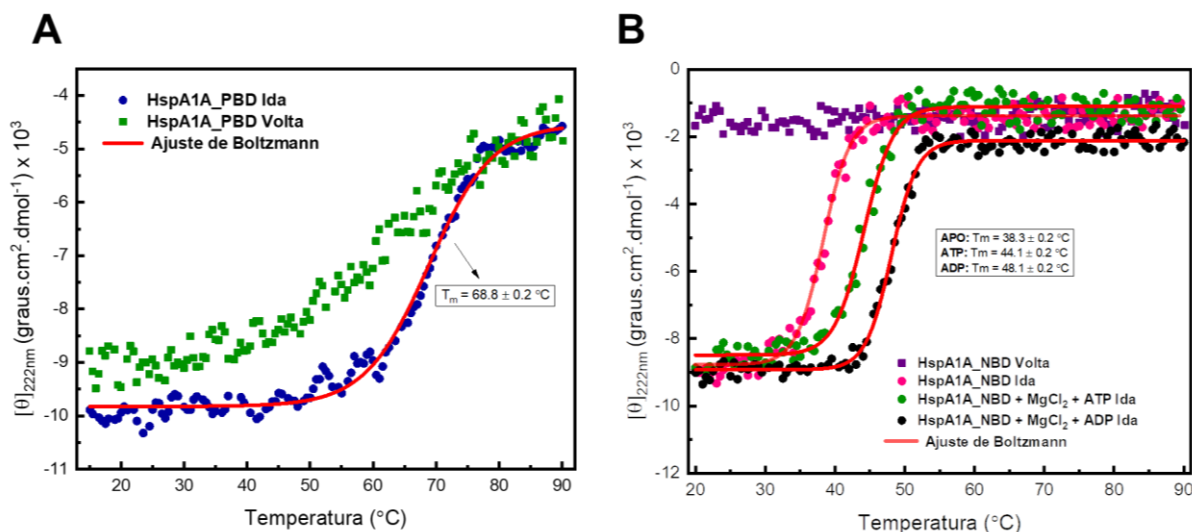 A
HspA1A_PBD Ida
HspA1A_PBD Volta
Ajuste de Boltzmann
Tm = 68.8 ± 0.2 °C
[θ]222nm (graus.cm2.dmol-1) x 103
-4
-5
-6
-7
-8
-9
-10
-11
20 30 40 50 60 70 80 90
Temperatura (°C)
B
APO: Tm = 38.3 ± 0.2 °C
ATP: Tm = 44.1 ± 0.2 °C
ADP: Tm = 48.1 ± 0.2 °C
HspA1A_NBD Volta
HspA1A_NBD Ida
HspA1A_NBD + MgCl2 + ATP Ida
HspA1A_NBD + MgCl2 + ADP Ida
Ajuste de Boltzmann
[θ]222nm (graus.cm2.dmol-1) x 103
0
-2
-4
-6
-8
-10
-12
20 30 40 50 60 70 80 90
Temperatura (°C)